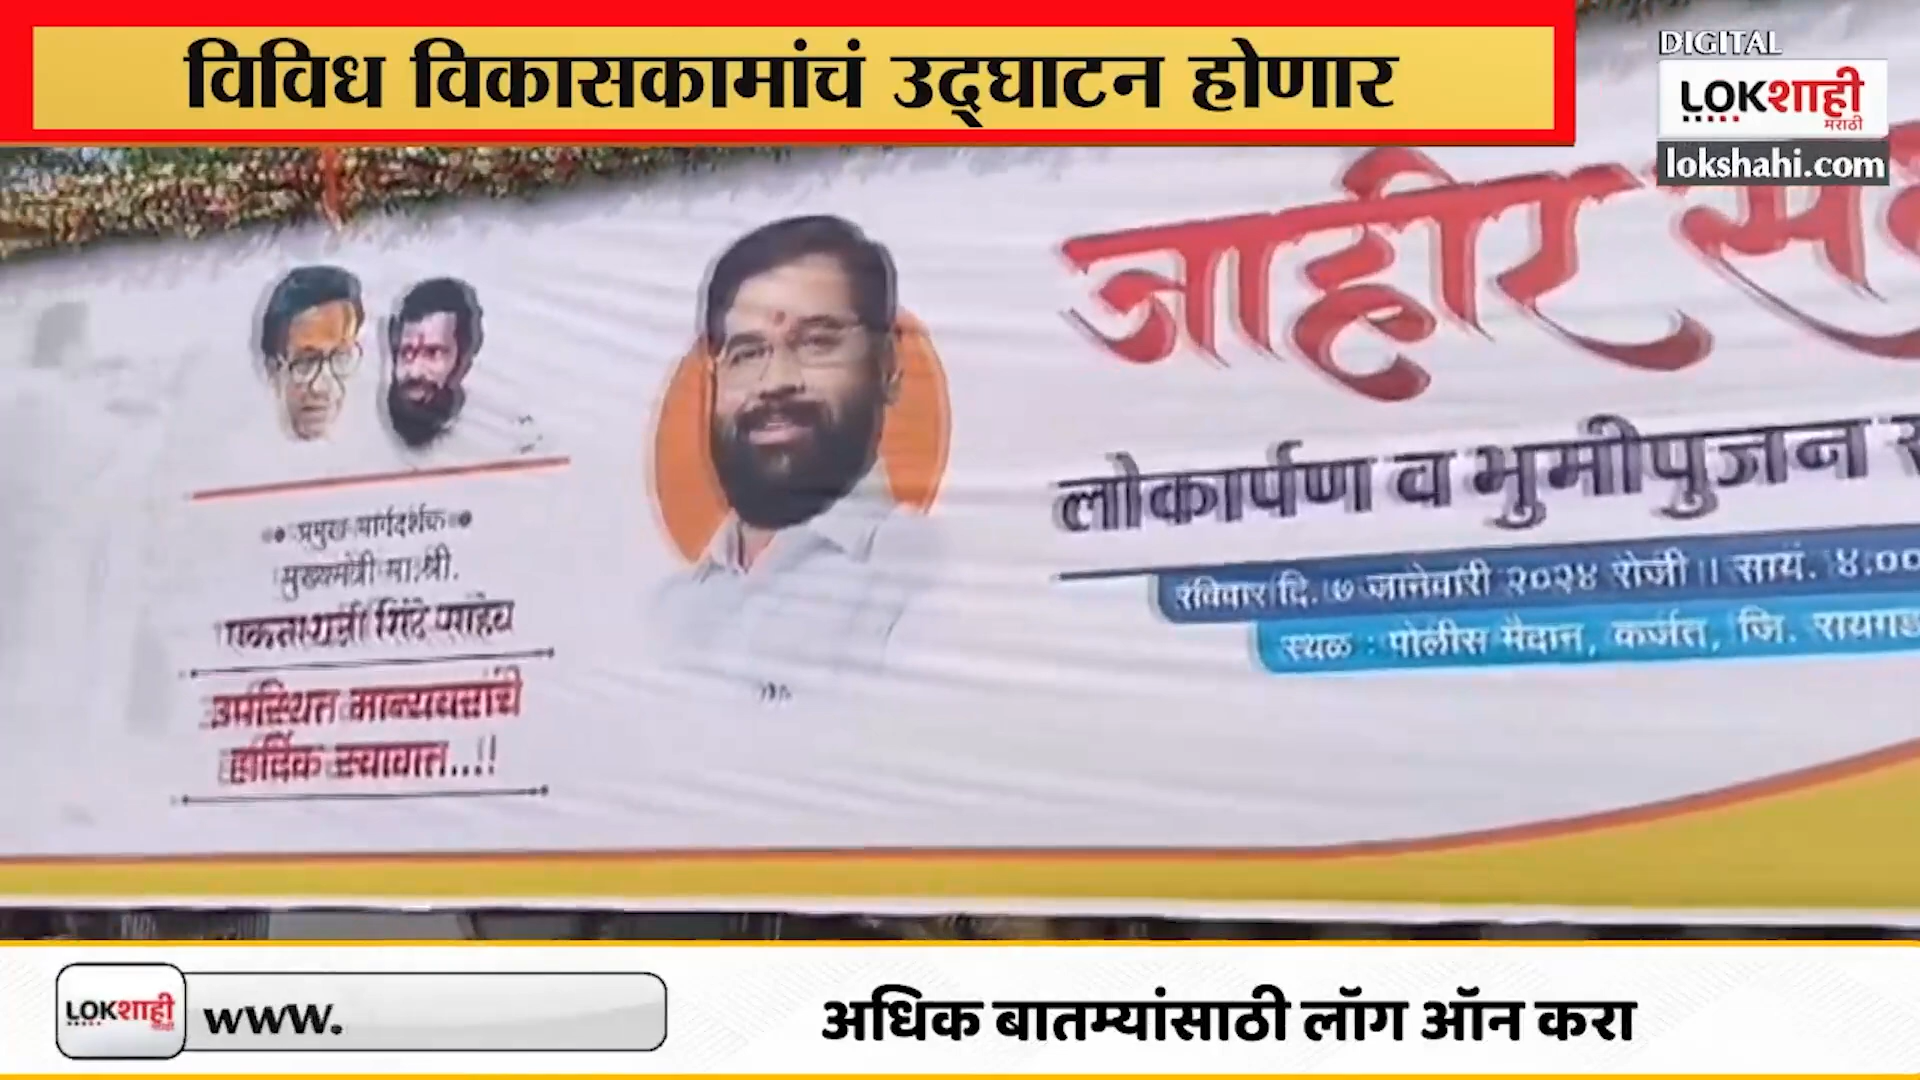 विविध विकासकामांचं उद्घाटन होणार
DIGITAL
LOKशाही
मराठी
lokshahi.com
जाहीर
लोकार्पण व भुमीपुजन
रविवार दि. ७ जानेवारी २०२४ रोजी || सायं. ४.००
स्थळ : पोलीस मैदान, कर्जत, जि. रायगड
प्रमुख मार्गदर्शक
मुख्यमंत्री मा.श्री.
एकनाथजी शिंदे साहेब
उपस्थित मान्यवरांचे
हार्दिक स्वागत...!!
LOKशाही
www.
अधिक बातम्यांसाठी लॉग ऑन करा